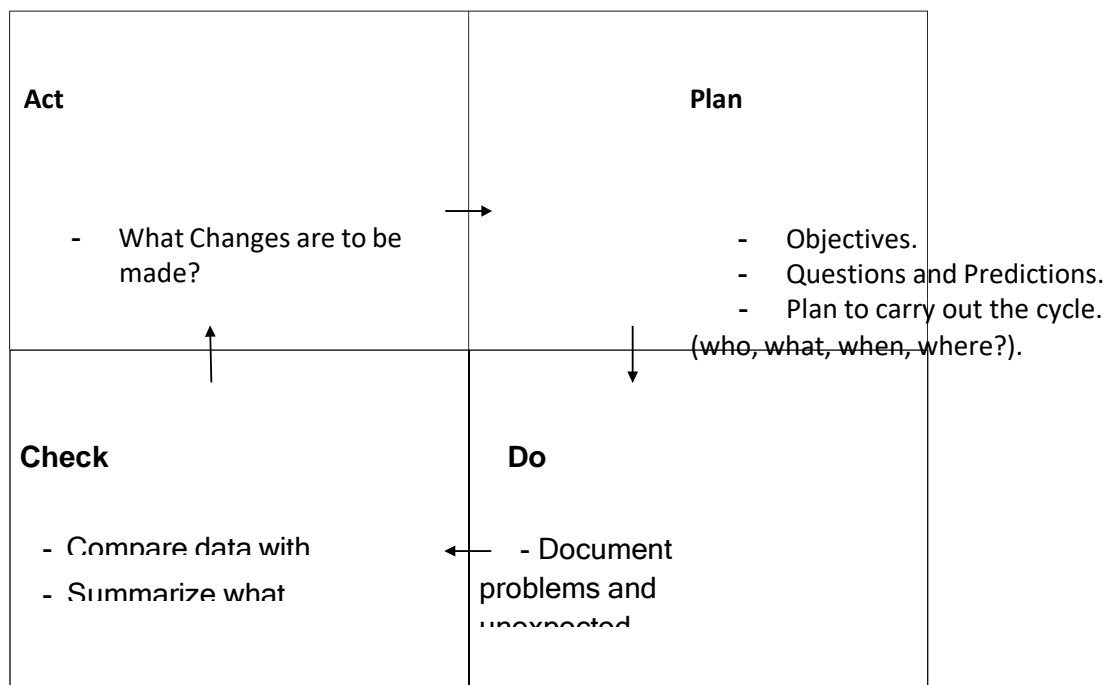 Act
- What Changes are to be
made?
Plan
- Objectives.
- Questions and Predictions.
- Plan to carry out the cycle.
(who, what, when, where?).
Check
- Compare data with
- Summarize what
Do
- Document
problems and
unexpected